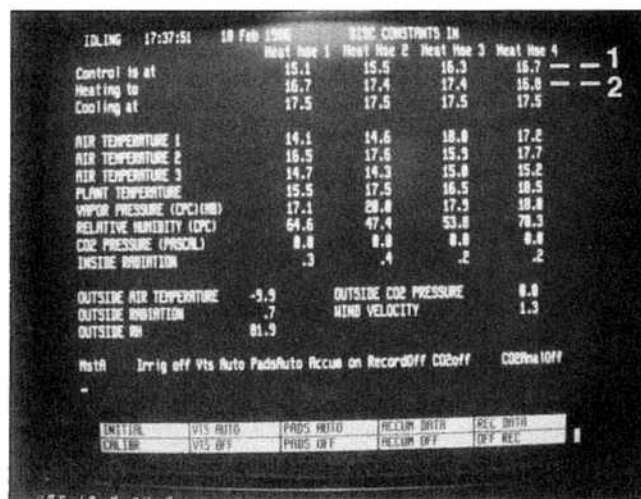 IDLING 17:37:51 18 Feb 1986 DISC CONSTANTS IN
Heat Hse 1 Heat Hse 2 Heat Hse 3 Heat Hse 4
Control is at 15.1 15.5 16.3 16.7 1
Heating to 16.7 17.4 17.4 16.8 2
Cooling at 17.5 17.5 17.5 17.5
AIR TEMPERATURE 1 14.1 14.6 18.0 17.2
AIR TEMPERATURE 2 16.5 17.6 15.9 17.7
AIR TEMPERATURE 3 14.7 14.3 15.0 15.2
PLANT TEMPERATURE 15.5 17.5 16.5 18.5
VAPOR PRESSURE (CPC)(MB) 17.1 20.0 17.9 18.0
RELATIVE HUMIDITY (CPC) 64.6 47.4 53.8 70.3
CO2 PRESSURE (PASCAL) 0.0 0.0 0.0 0.0
INSIDE RADIATION .3 .4 .2 .2
OUTSIDE AIR TEMPERATURE -9.9 OUTSIDE CO2 PRESSURE 0.0
OUTSIDE RADIATION .7 WIND VELOCITY 1.3
OUTSIDE RH 81.9
MstA Irrig off Vts Auto PadsAuto Accum on RecordOff CO2off CO2AnalOff
INITIAL VTS AUTO PADS AUTO ACCUM DATA REC DATA
CALIBR VTS OFF PADS OFF ACCUM OFF OFF REC